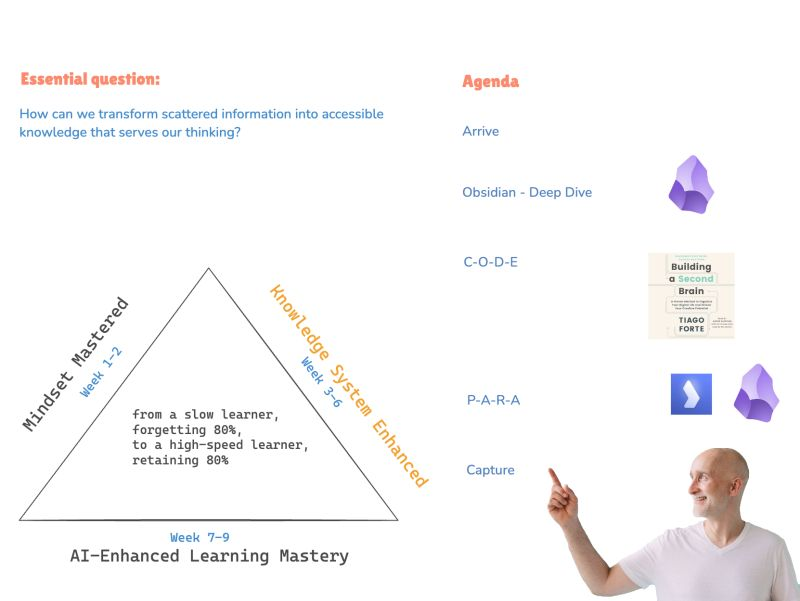 Essential question:
How can we transform scattered information into accessible
knowledge that serves our thinking?
Mindset Mastered
Week 1-2
Knowledge System Enhanced
Week 3-6
from a slow learner,
forgetting 80%,
to a high-speed learner,
retaining 80%
Week 7-9
AI-Enhanced Learning Mastery
Agenda
Arrive
Obsidian - Deep Dive
C-O-D-E
Building
a Second
Brain
TIAGO
FORTE
P-A-R-A
Capture